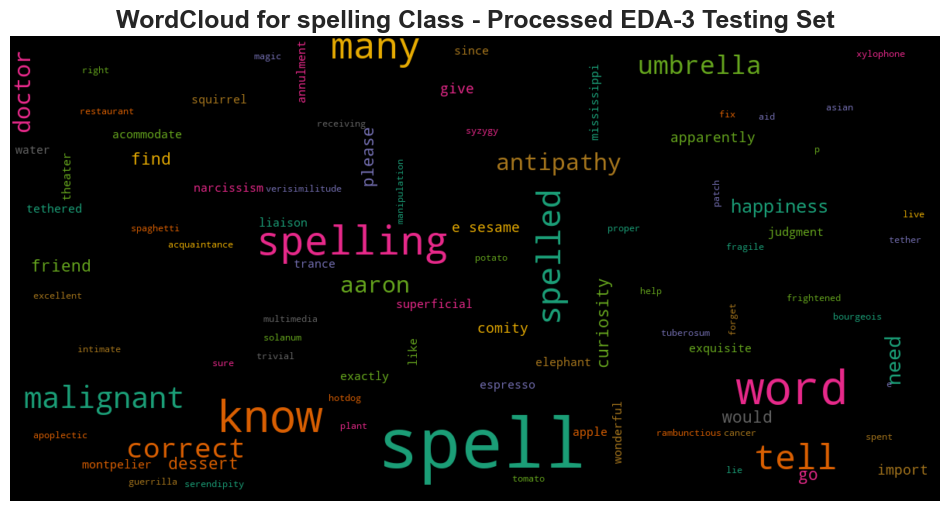 WordCloud for spelling Class - Processed EDA-3 Testing Set
many
since
xylophone
magic
annulment
doctor
umbrella
right
mississippi
give
squirrel
asian
restaurant
fix
aid
receiving
syzygy
acommodate
apparently
please
water
theater
find
antipathy
p
manipulation
narcissism
verisimilitude
patch
tethered
spelled
happiness
live
liaison
spaghetti
spelling
e sesame
proper
judgment
acquaintance
tether
fragile
trance
potato
friend
aaron
help
curiosity
excellent
superficial
frightened
multimedia
forget
bourgeois
comity
solanum
tuberosum
intimate
trivial
like
sure
elephant
exquisite
need
exactly
espresso
malignant
hotdog
word
know
wonderful
would
plant
apoplectic
spell
apple
rambunctious
cancer
spent
correct
tell
montpelier
dessert
lie
go
import
guerrilla
serendipity
tomato